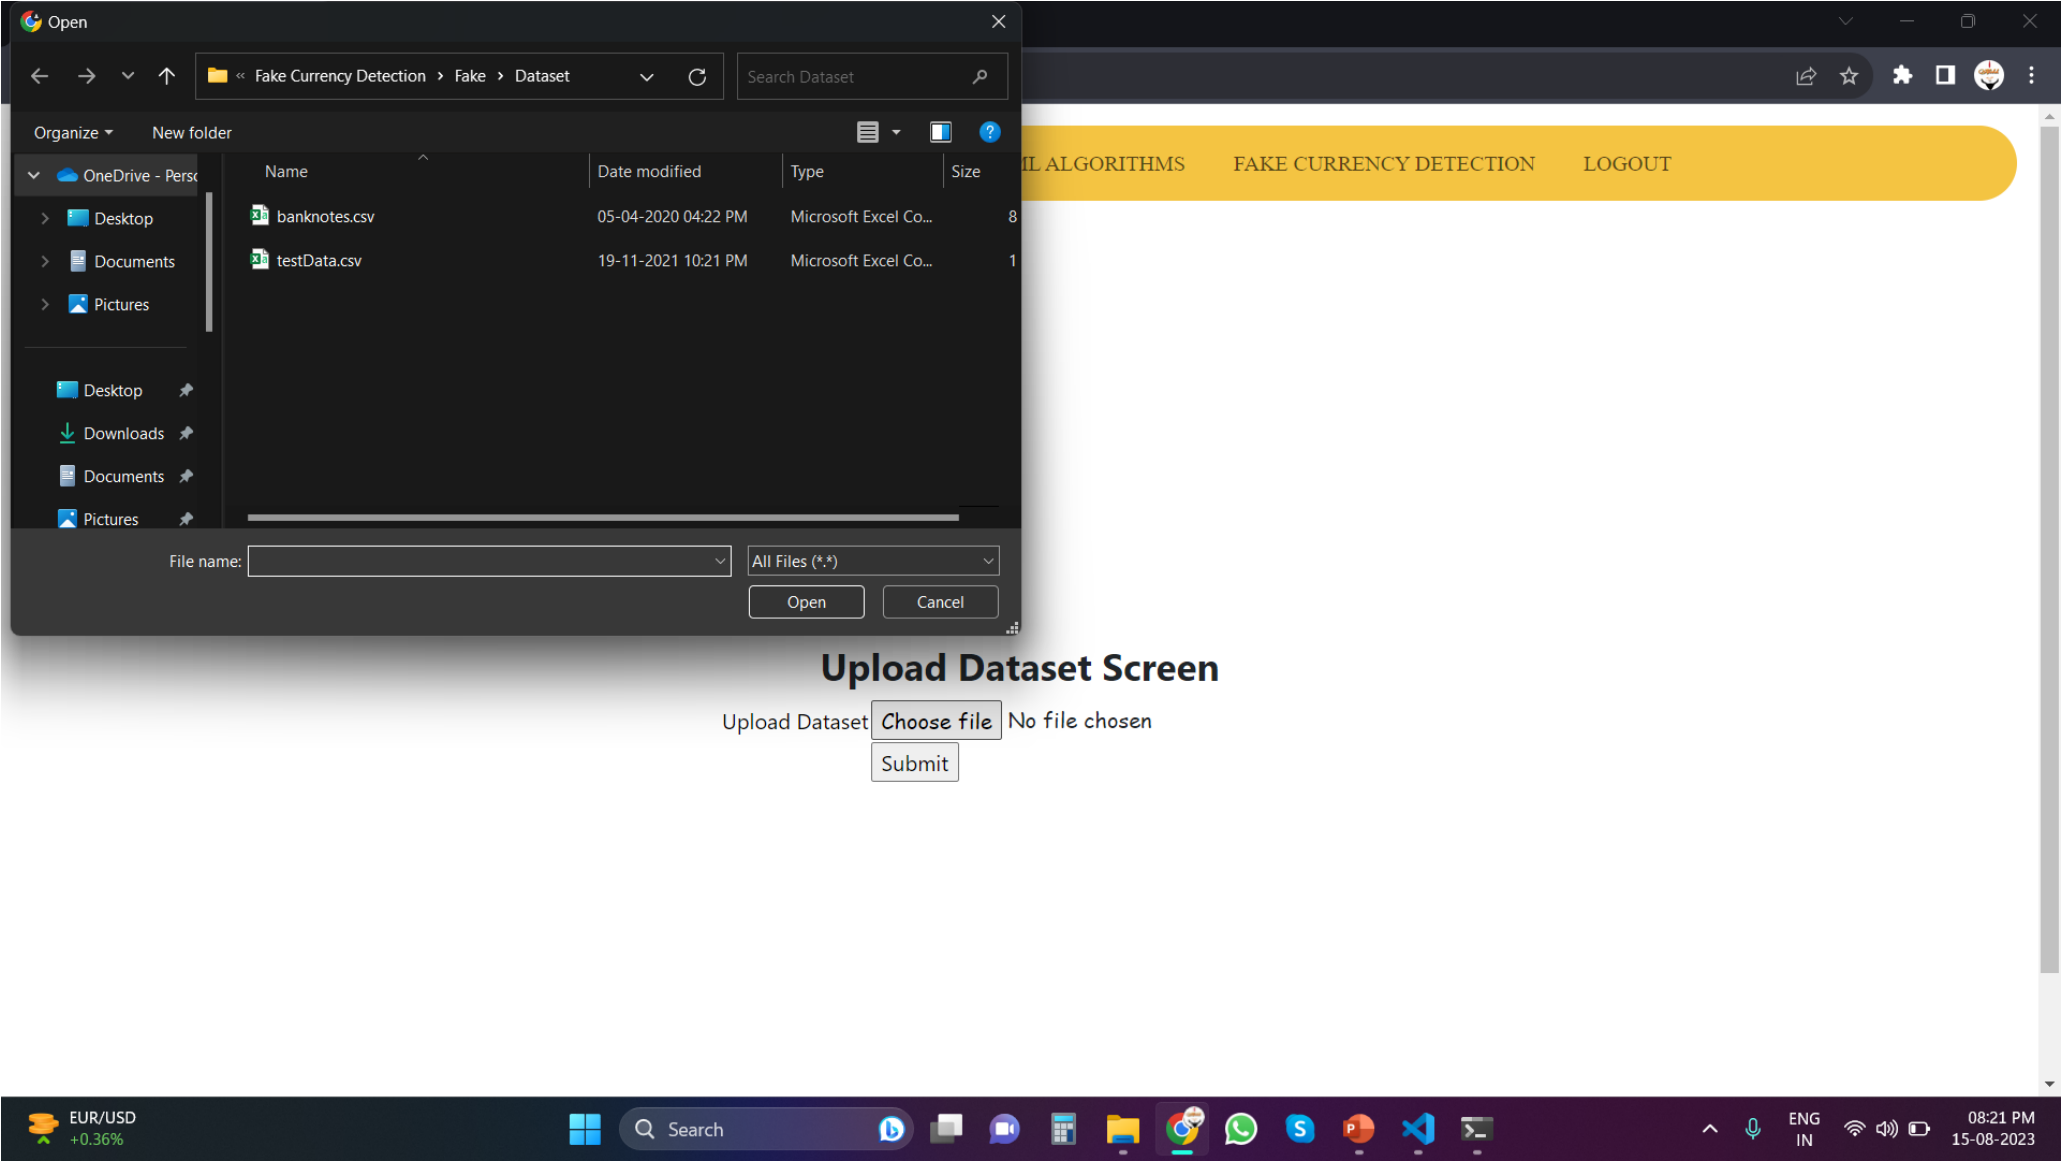 Open
« Fake Currency Detection › Fake › Dataset
Search Dataset
Organize
New folder
ML ALGORITHMS
FAKE CURRENCY DETECTION
LOGOUT
OneDrive - Perso
Desktop
Documents
Pictures
Desktop
Downloads
Documents
Pictures
Name Date modified Type Size
banknotes.csv 05-04-2020 04:22 PM Microsoft Excel Co... 8
testData.csv 19-11-2021 10:21 PM Microsoft Excel Co... 1
File name:
All Files (*.*)
Open
Cancel
Upload Dataset Screen
Upload Dataset Choose file No file chosen
Submit
EUR/USD
+0.36%
Search
ENG
IN
08:21 PM
15-08-2023